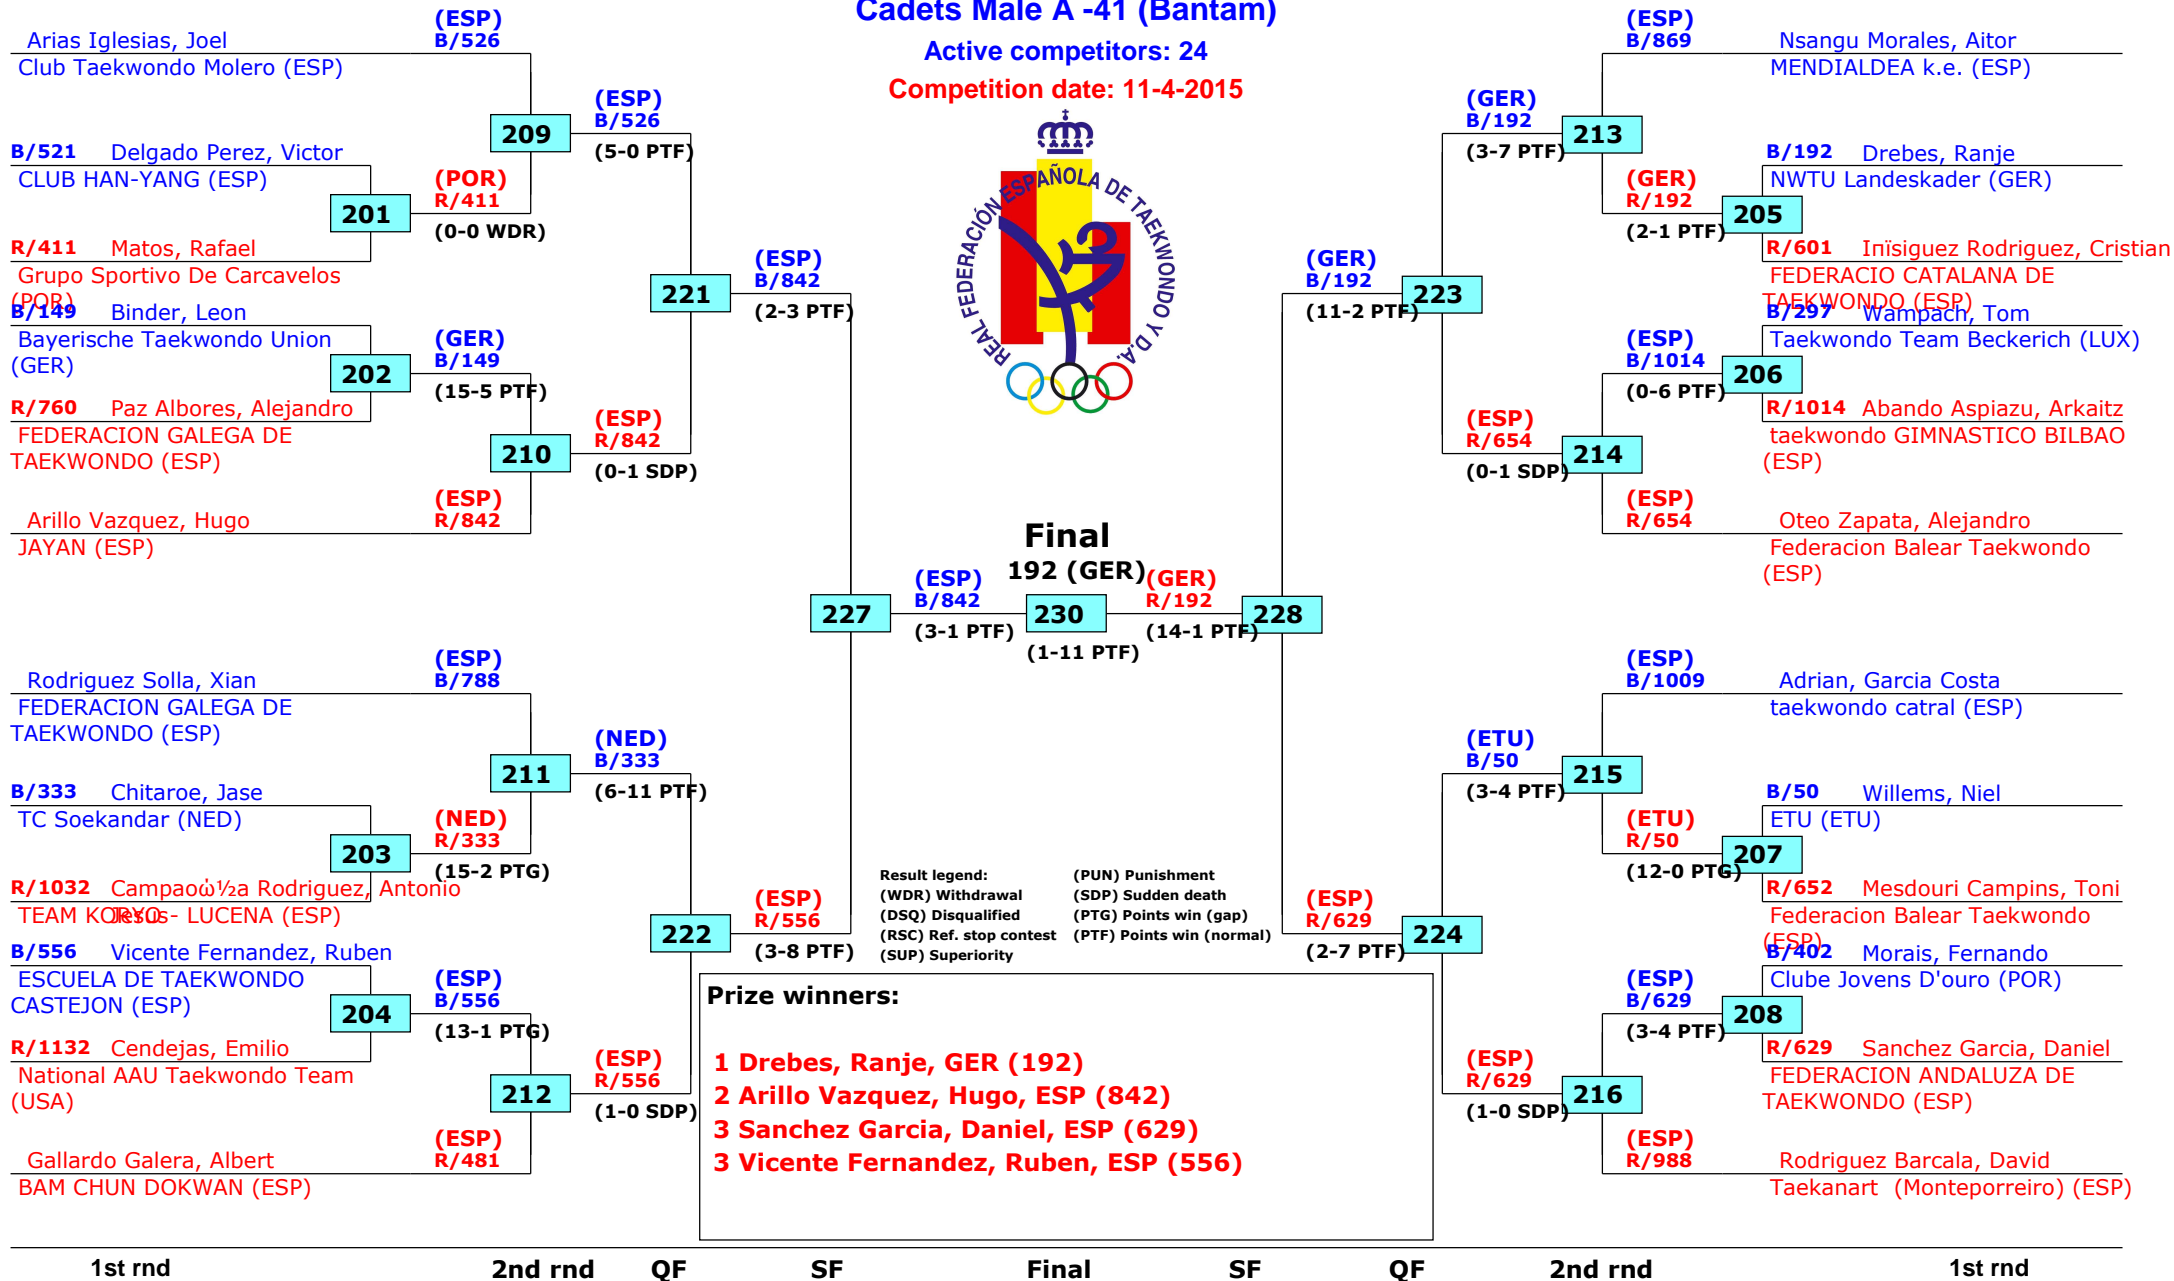 Cadets Male A -41 (Bantam)
Active competitors: 24
Competition date: 11-4-2015
REAL FEDERACIÓN ESPAÑOLA DE TAEKWONDO Y D.A.
(ESP)
B/526
Arias Iglesias, Joel
Club Taekwondo Molero (ESP)
209
(ESP)
B/526
(5-0 PTF)
B/521 Delgado Perez, Victor
CLUB HAN-YANG (ESP)
201
(POR)
R/411
(0-0 WDR)
R/411 Matos, Rafael
Grupo Sportivo De Carcavelos
(POR)
221
(ESP)
B/842
(2-3 PTF)
B/149 Binder, Leon
Bayerische Taekwondo Union
(GER)
202
(GER)
B/149
(15-5 PTF)
R/760 Paz Albores, Alejandro
FEDERACION GALEGA DE
TAEKWONDO (ESP)
210
(ESP)
R/842
(0-1 SDP)
(ESP)
R/842
Arillo Vazquez, Hugo
JAYAN (ESP)
227
(ESP)
B/842
(3-1 PTF)
(ESP)
B/788
Rodriguez Solla, Xian
FEDERACION GALEGA DE
TAEKWONDO (ESP)
211
(NED)
B/333
(6-11 PTF)
B/333 Chitaroe, Jase
TC Soekandar (NED)
203
(NED)
R/333
(15-2 PTG)
R/1032 Campaoώ½a Rodriguez, Antonio
Jesus
TEAM KORYO - LUCENA (ESP)
222
(ESP)
R/556
(3-8 PTF)
B/556 Vicente Fernandez, Ruben
ESCUELA DE TAEKWONDO
CASTEJON (ESP)
204
(ESP)
B/556
(13-1 PTG)
R/1132 Cendejas, Emilio
National AAU Taekwondo Team
(USA)
212
(ESP)
R/556
(1-0 SDP)
(ESP)
R/481
Gallardo Galera, Albert
BAM CHUN DOKWAN (ESP)
Final
192 (GER)
230
(1-11 PTF)
(GER)
R/192
(14-1 PTF)
228
(ESP)
B/869
Nsangu Morales, Aitor
MENDIALDEA k.e. (ESP)
(GER)
B/192
(3-7 PTF)
213
B/192 Drebes, Ranje
NWTU Landeskader (GER)
(GER)
R/192
(2-1 PTF)
205
R/601 Inïsiguez Rodriguez, Cristian
FEDERACIO CATALANA DE
TAEKWONDO (ESP)
(GER)
B/192
(11-2 PTF)
223
B/297 Wampach, Tom
Taekwondo Team Beckerich (LUX)
(ESP)
B/1014
(0-6 PTF)
206
R/1014 Abando Aspiazu, Arkaitz
taekwondo GIMNASTICO BILBAO
(ESP)
(ESP)
R/654
(0-1 SDP)
214
(ESP)
R/654
Oteo Zapata, Alejandro
Federacion Balear Taekwondo
(ESP)
(ESP)
B/1009
Adrian, Garcia Costa
taekwondo catral (ESP)
(ETU)
B/50
(3-4 PTF)
215
B/50 Willems, Niel
ETU (ETU)
(ETU)
R/50
(12-0 PTG)
207
R/652 Mesdouri Campins, Toni
Federacion Balear Taekwondo
(ESP)
(ESP)
R/629
(2-7 PTF)
224
B/402 Morais, Fernando
Clube Jovens D'ouro (POR)
(ESP)
B/629
(3-4 PTF)
208
R/629 Sanchez Garcia, Daniel
FEDERACION ANDALUZA DE
TAEKWONDO (ESP)
(ESP)
R/629
(1-0 SDP)
216
(ESP)
R/988
Rodriguez Barcala, David
Taekanart (Monteporreiro) (ESP)
Result legend:
(WDR) Withdrawal
(DSQ) Disqualified
(RSC) Ref. stop contest
(SUP) Superiority
(PUN) Punishment
(SDP) Sudden death
(PTG) Points win (gap)
(PTF) Points win (normal)
Prize winners:
1 Drebes, Ranje, GER (192)
2 Arillo Vazquez, Hugo, ESP (842)
3 Sanchez Garcia, Daniel, ESP (629)
3 Vicente Fernandez, Ruben, ESP (556)
1st rnd 2nd rnd QF SF Final SF QF 2nd rnd 1st rnd